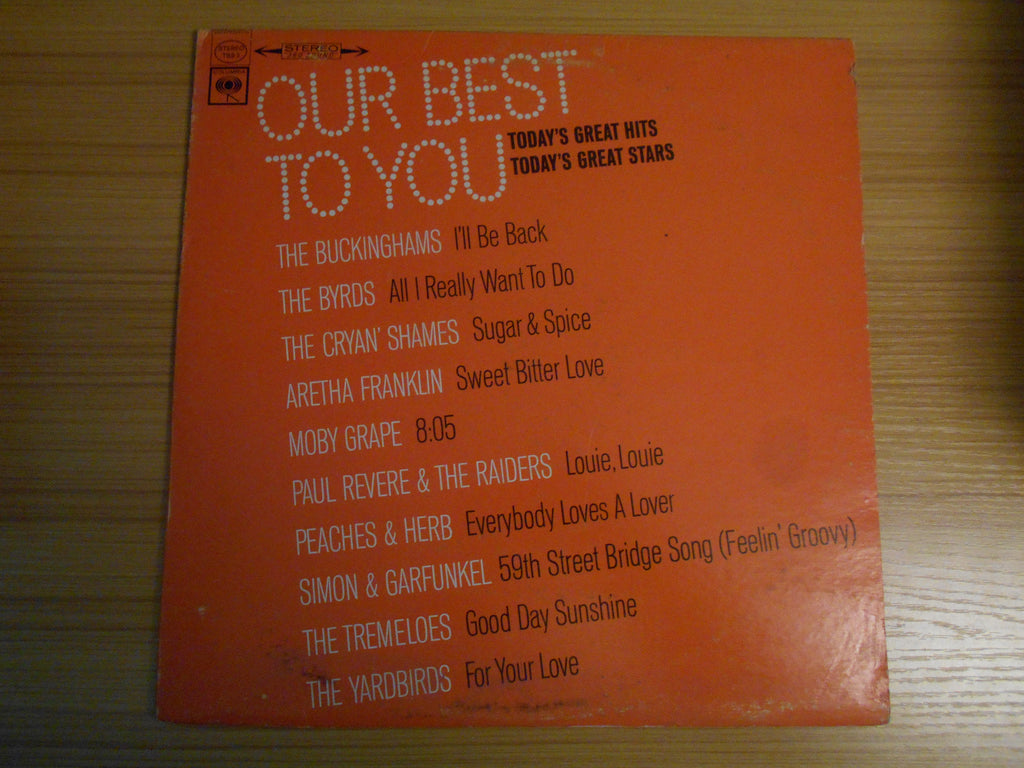 STEREO
STEREO
COLUMBIA
OUR BEST
TO YOU
TODAY'S GREAT HITS
TODAY'S GREAT STARS
THE BUCKINGHAMS I'll Be Back
THE BYRDS All I Really Want To Do
THE CRYAN' SHAMES Sugar & Spice
ARETHA FRANKLIN Sweet Bitter Love
MOBY GRAPE 8:05
PAUL REVERE & THE RAIDERS Louie, Louie
PEACHES & HERB Everybody Loves A Lover
SIMON & GARFUNKEL 59th Street Bridge Song (Feelin' Groovy)
THE TREMELOES Good Day Sunshine
THE YARDBIRDS For Your Love